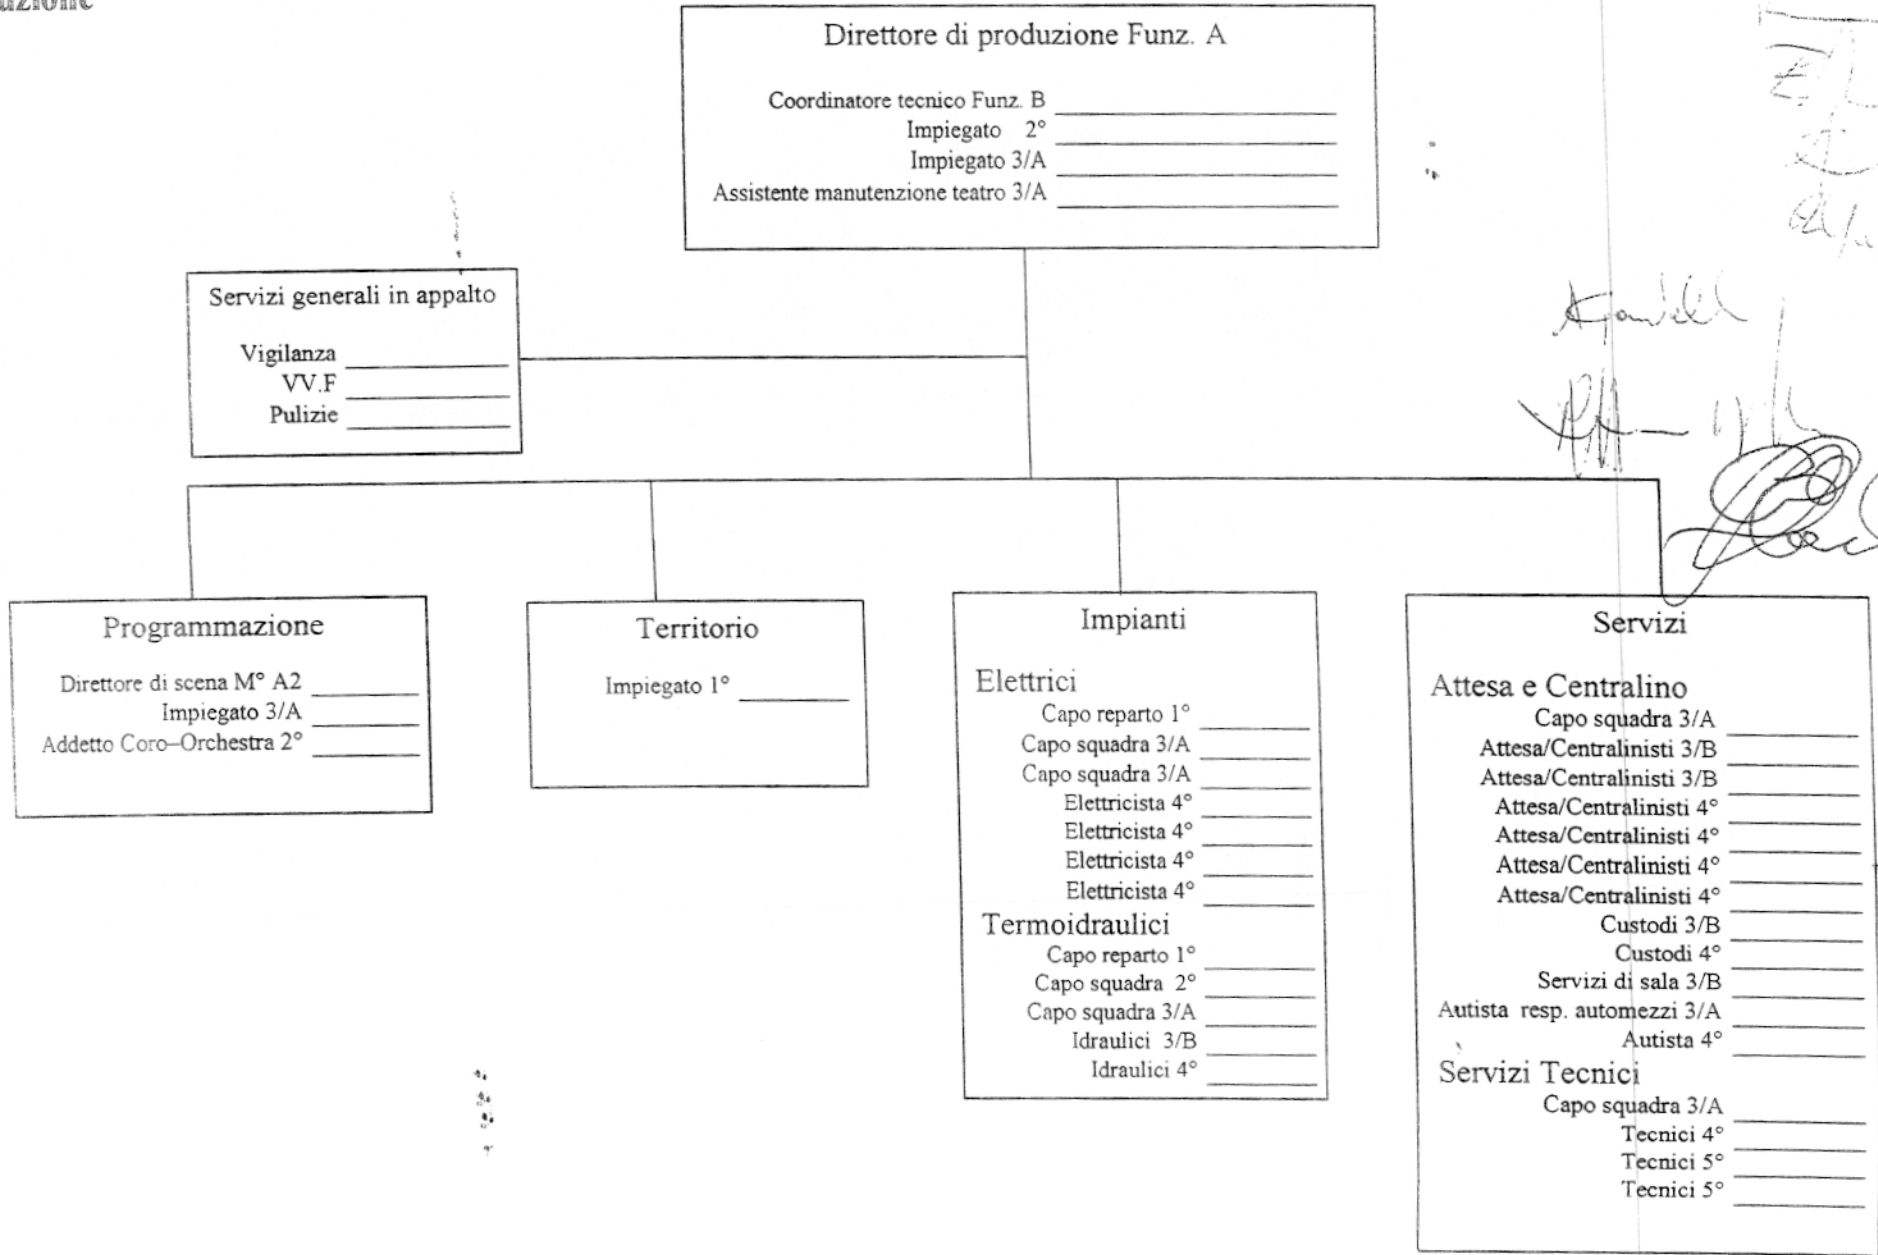 Direttore di produzione Funz. A
Coordinatore tecnico Funz. B
Impiegato 2°
Impiegato 3/A
Assistente manutenzione teatro 3/A
Servizi generali in appalto
Vigilanza
VV.F
Pulizie
Programmazione
Direttore di scena M° A2
Impiegato 3/A
Addetto Coro–Orchestra 2°
Territorio
Impiegato 1°
Impianti
Elettrici
Capo reparto 1°
Capo squadra 3/A
Capo squadra 3/A
Elettricista 4°
Elettricista 4°
Elettricista 4°
Elettricista 4°
Termoidraulici
Capo reparto 1°
Capo squadra 2°
Capo squadra 3/A
Idraulici 3/B
Idraulici 4°
Servizi
Attesa e Centralino
Capo squadra 3/A
Attesa/Centralinisti 3/B
Attesa/Centralinisti 3/B
Attesa/Centralinisti 4°
Attesa/Centralinisti 4°
Attesa/Centralinisti 4°
Attesa/Centralinisti 4°
Custodi 3/B
Custodi 4°
Servizi di sala 3/B
Autista resp. automezzi 3/A
Autista 4°
Servizi Tecnici
Capo squadra 3/A
Tecnici 4°
Tecnici 5°
Tecnici 5°